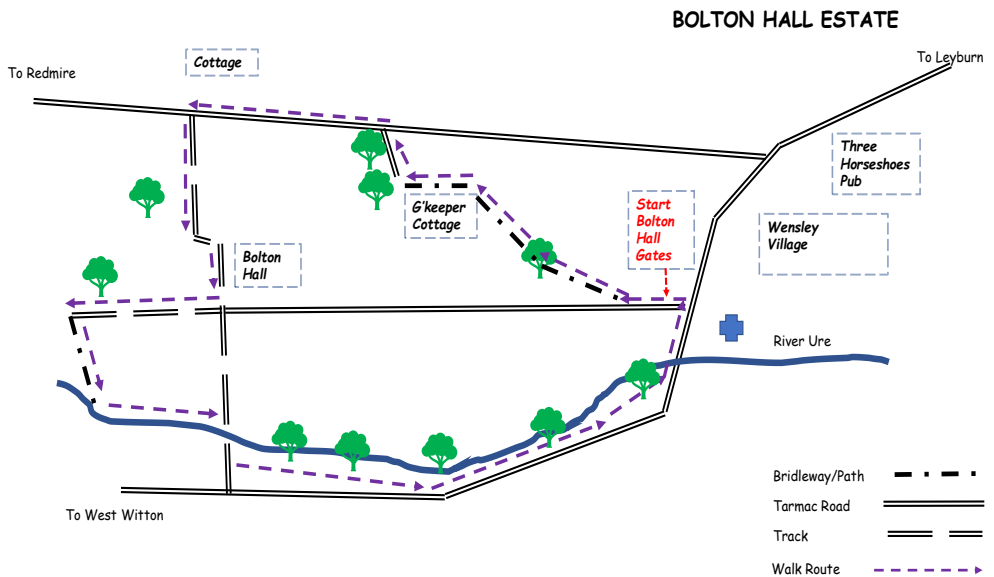 BOLTON HALL ESTATE
To Leyburn
To Redmire
Cottage
Three
Horseshoes
Pub
G'keeper
Cottage
Start
Bolton
Hall
Gates
Wensley
Village
Bolton
Hall
River Ure
To West Witton
Bridleway/Path
Tarmac Road
Track
Walk Route